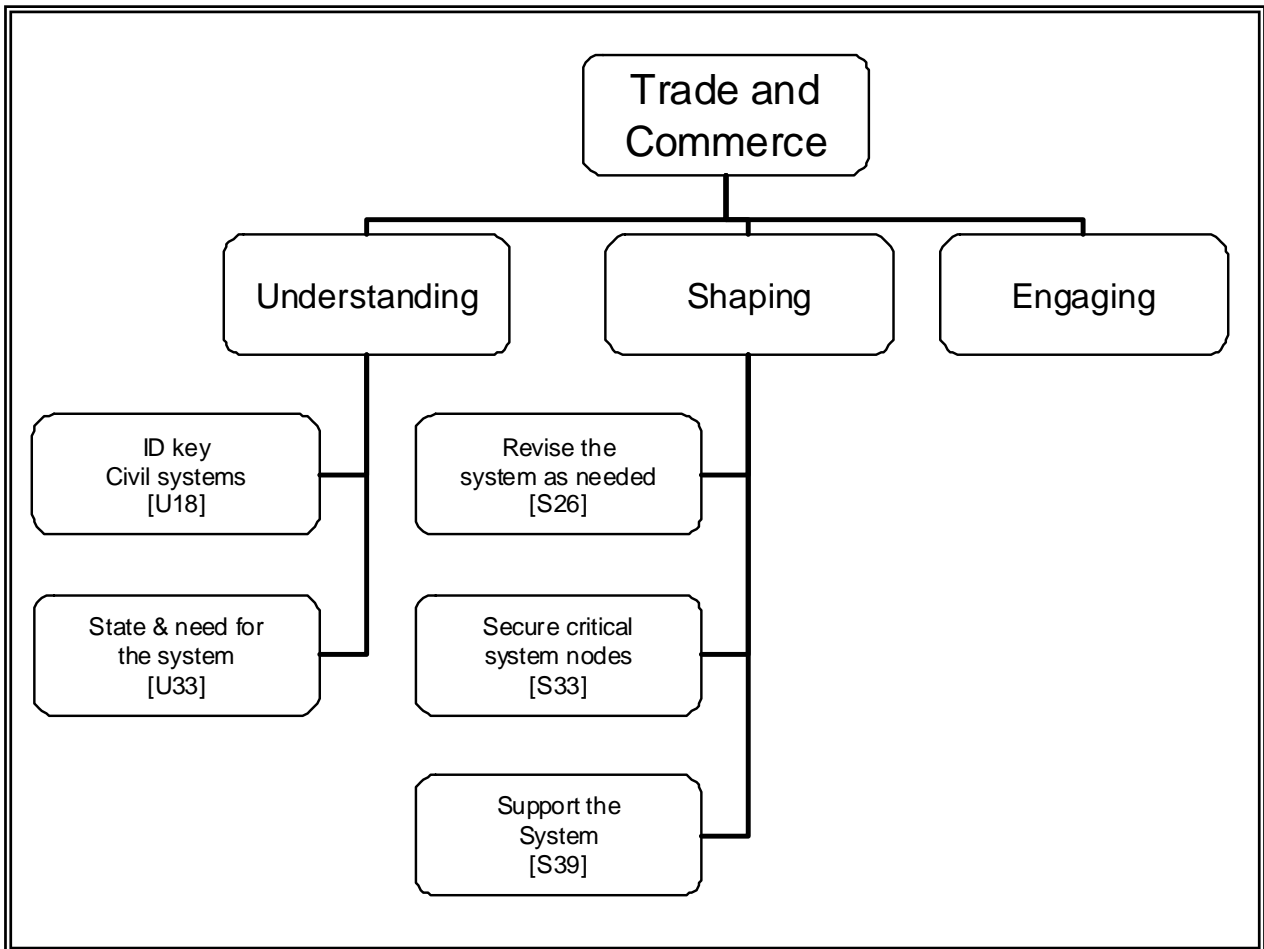 Trade and
Commerce
Understanding
Shaping
Engaging
ID key
Civil systems
[U18]
Revise the
system as needed
[S26]
State & need for
the system
[U33]
Secure critical
system nodes
[S33]
Support the
System
[S39]